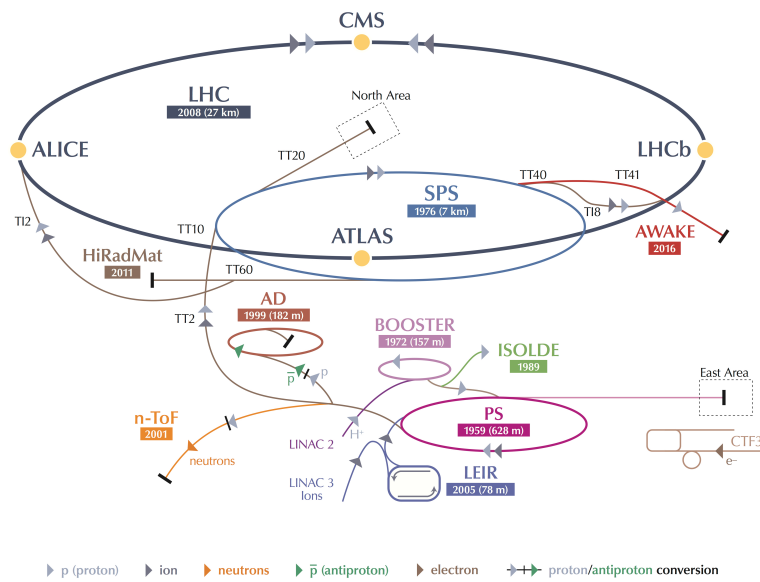 CMS
LHC
2008 (27 km)
North Area
ALICE
TT20
LHCb
TT40
TT41
SPS
1976 (7 km)
TI8
TT10
TI2
ATLAS
AWAKE
2016
HiRadMat
2011
TT60
AD
1999 (182 m)
TT2
BOOSTER
1972 (157 m)
ISOLDE
1989
p
p̅
East Area
n-ToF
2001
PS
1959 (628 m)
H⁺
LINAC 2
neutrons
CTF3
e⁻
LEIR
2005 (78 m)
LINAC 3
Ions
p (proton)
ion
neutrons
p̅ (antiproton)
electron
proton/antiproton conversion